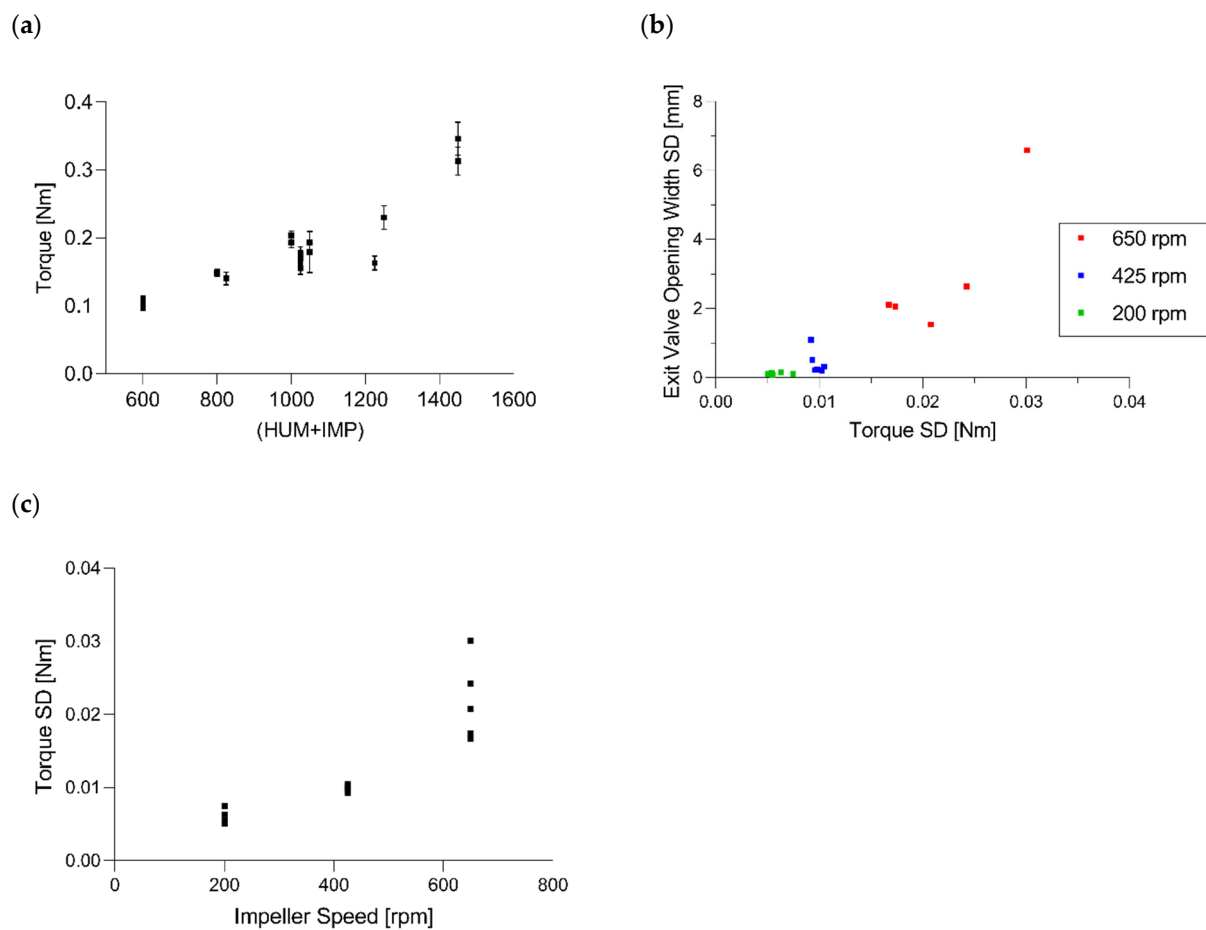 (a)
Torque [Nm]
0.4
0.3
0.2
0.1
0.0
600 800 1000 1200 1400 1600
(HUM+IMP)
(b)
Exit Valve Opening Width SD [mm]
8
6
4
2
0
0.00 0.01 0.02 0.03 0.04
Torque SD [Nm]
650 rpm
425 rpm
200 rpm
(c)
Torque SD [Nm]
0.04
0.03
0.02
0.01
0.00
0 200 400 600 800
Impeller Speed [rpm]